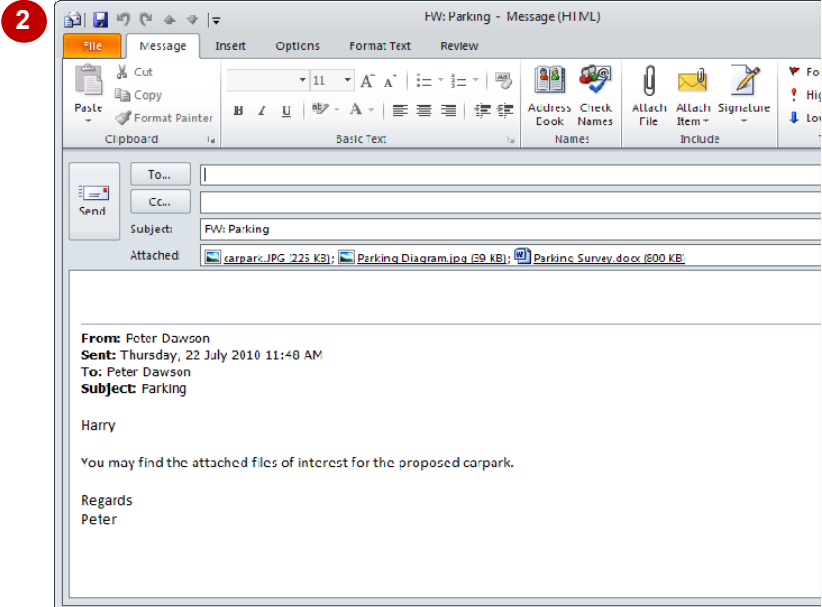 2
FW: Parking - Message (HTML)
File Message Insert Options Format Text Review
Cut
Copy
Format Painter
Paste
Clipboard
11
B I U
A
Basic Text
Address Book
Check Names
Names
Attach File
Attach Item
Signature
Include
Fo
Hig
Lov
Send
To...
Cc...
Subject: FW: Parking
Attached: carpark.JPG (225 KB); Parking Diagram.jpg (39 KB); Parking Survey.docx (800 KB)
From: Peter Dawson
Sent: Thursday, 22 July 2010 11:48 AM
To: Peter Dawson
Subject: Parking
Harry
You may find the attached files of interest for the proposed carpark.
Regards
Peter